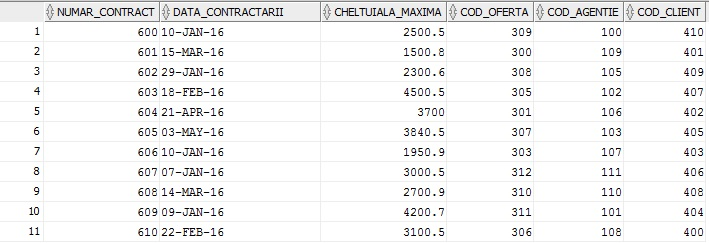 NUMAR_CONTRACT DATA_CONTRACTARII CHELTUIALA_MAXIMA COD_OFERTA COD_AGENTIE COD_CLIENT
1 600 10-JAN-16 2500.5 309 100 410
2 601 15-MAR-16 1500.8 300 109 401
3 602 29-JAN-16 2300.6 308 105 409
4 603 18-FEB-16 4500.5 305 102 407
5 604 21-APR-16 3700 301 106 402
6 605 03-MAY-16 3840.5 307 103 405
7 606 10-JAN-16 1950.9 303 107 403
8 607 07-JAN-16 3000.5 312 111 406
9 608 14-MAR-16 2700.9 310 110 408
10 609 09-JAN-16 4200.7 311 101 404
11 610 22-FEB-16 3100.5 306 108 400